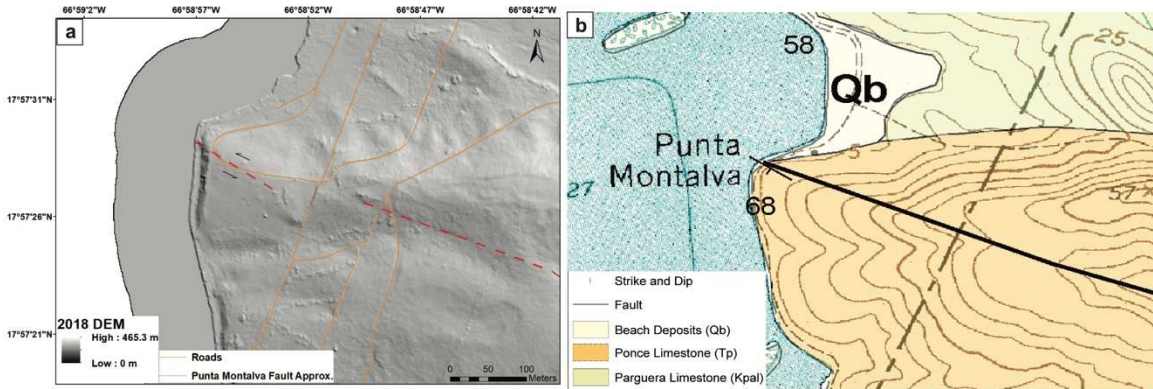 66°59'2"W 66°58'57"W 66°58'52"W 66°58'47"W 66°58'42"W
a
N
17°57'31"N
17°57'26"N
17°57'21"N
2018 DEM
High : 465.3 m
Low : 0 m
Roads
Punta Montalva Fault Approx.
0 50 100
Meters
b
58
25
Qb
Punta
Montalva
5
27
68
57
Strike and Dip
Fault
Beach Deposits (Qb)
Ponce Limestone (Tp)
Parguera Limestone (Kpal)